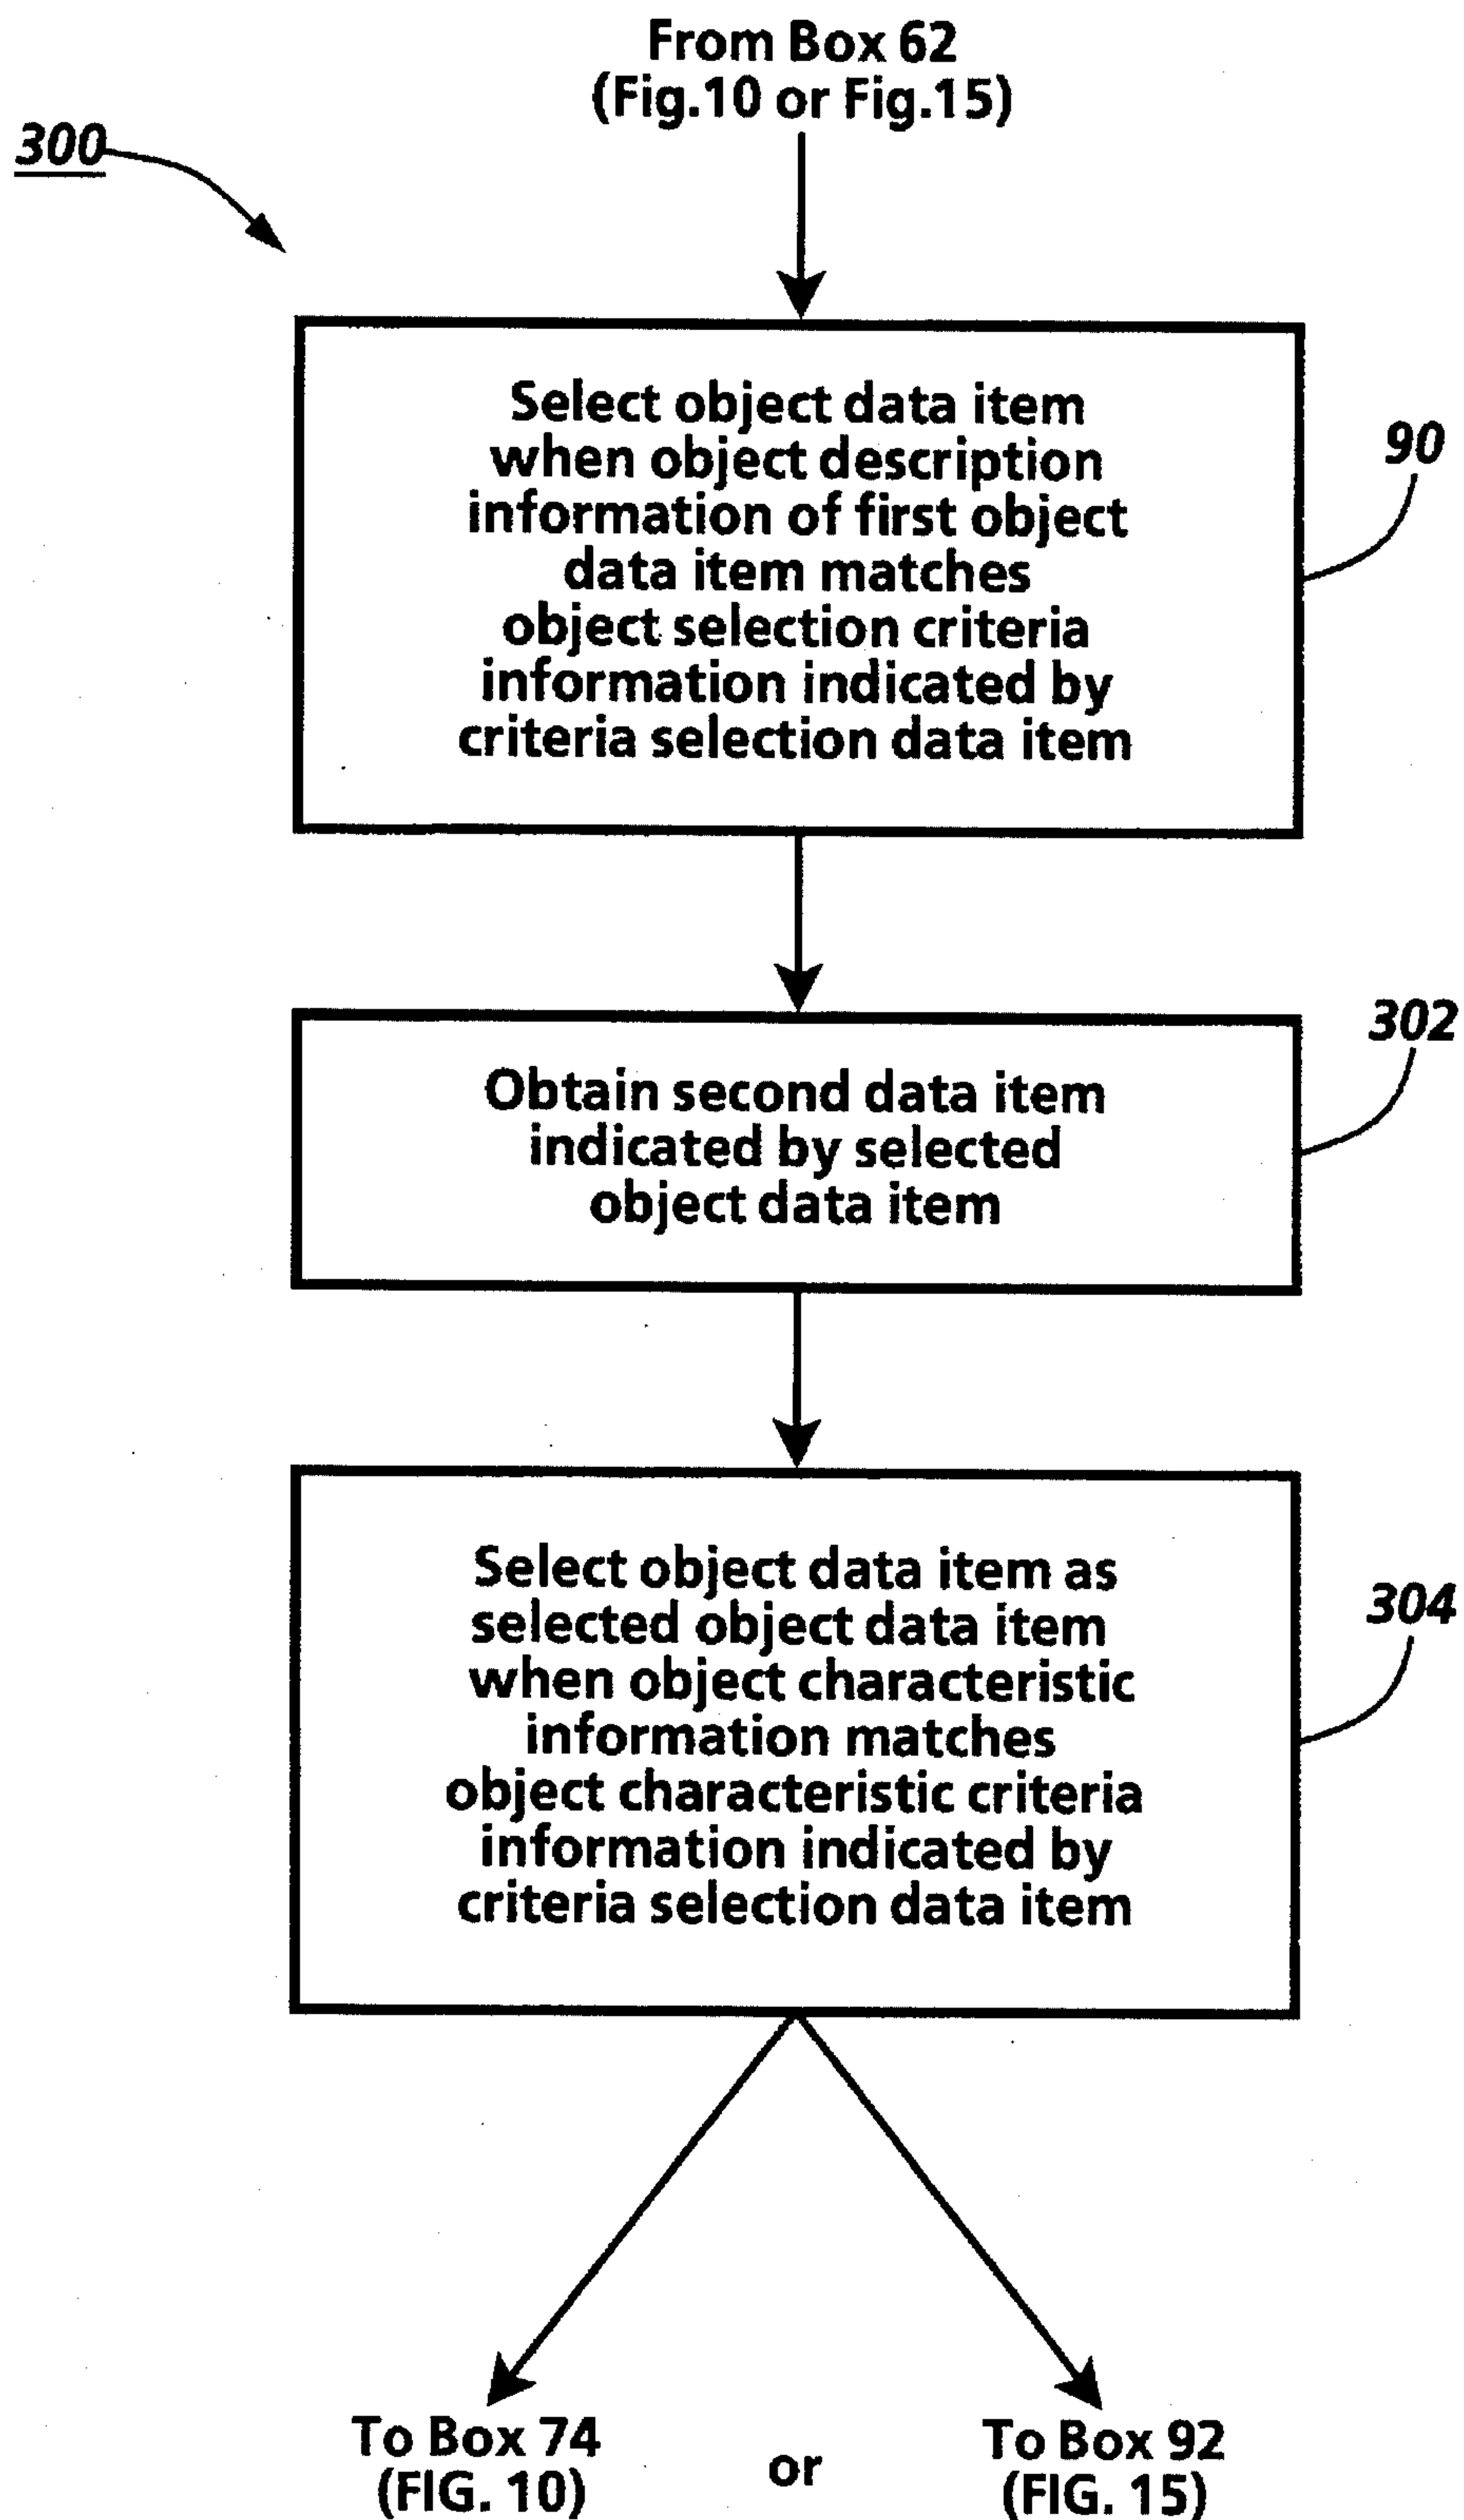 From Box 62
(Fig.10 or Fig.15)
300
Select object data item
when object description
information of first object
data item matches
object selection criteria
information indicated by
criteria selection data item
90
Obtain second data item
indicated by selected
object data item
302
Select object data item as
selected object data item
when object characteristic
information matches
object characteristic criteria
information indicated by
criteria selection data item
304
To Box 74
(FIG. 10)
or
To Box 92
(FIG. 15)